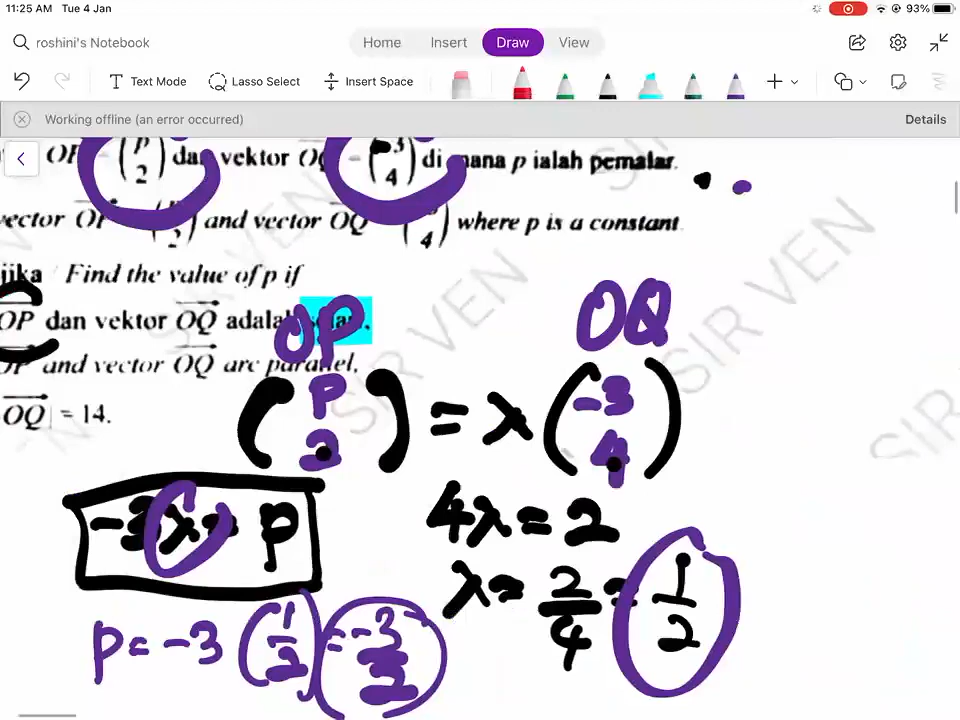 11:25 AM Tue 4 Jan 93%
roshini's Notebook Home Insert Draw View
Text Mode Lasso Select Insert Space
Working offline (an error occurred) Details
(p 2) dan vektor di mana p ialah pemalar.
vector OP and vector OQ where p is a constant
jika Find the value of p if
OP dan vektor OQ
OP and vector OQ are parallel,
OQ| = 14.
OP OQ
(P 2) = λ(-3 4)
-3λ = P
4λ = 2
λ = 2/4 = 1/2
P = -3 (1/2) = -3/2
SIR VEN